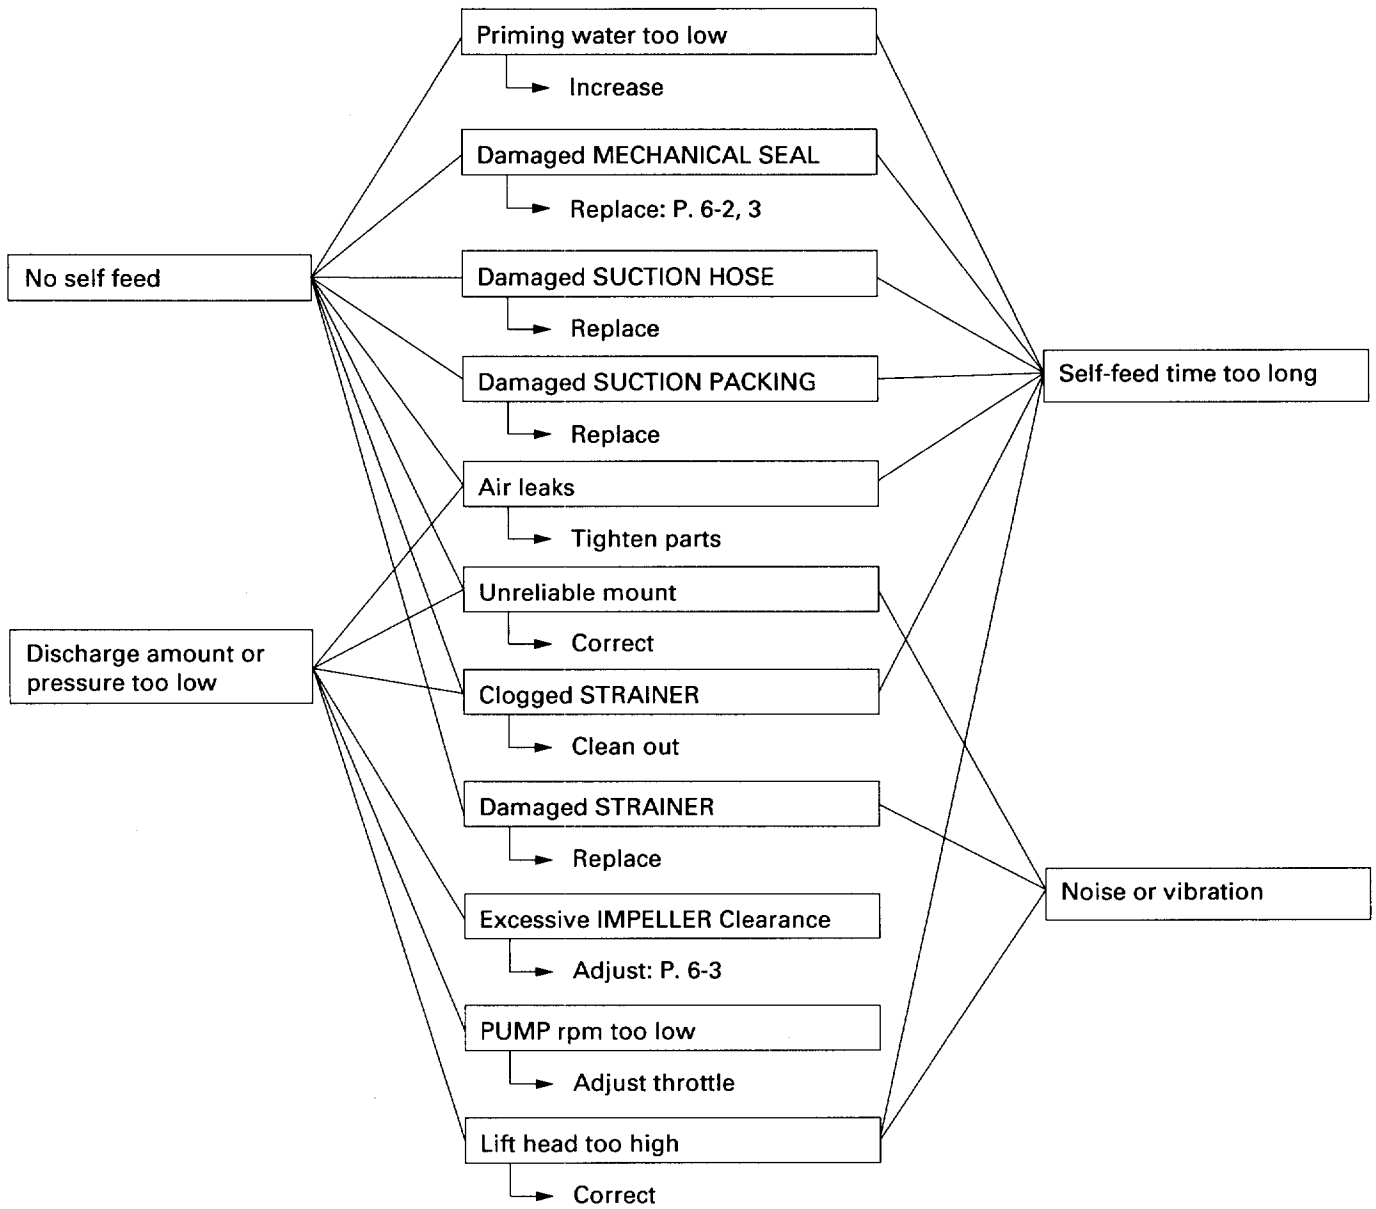 Priming water too low
Increase
Damaged MECHANICAL SEAL
Replace: P. 6-2, 3
No self feed
Damaged SUCTION HOSE
Replace
Damaged SUCTION PACKING
Self-feed time too long
Replace
Air leaks
Tighten parts
Unreliable mount
Correct
Discharge amount or
pressure too low
Clogged STRAINER
Clean out
Damaged STRAINER
Replace
Noise or vibration
Excessive IMPELLER Clearance
Adjust: P. 6-3
PUMP rpm too low
Adjust throttle
Lift head too high
Correct